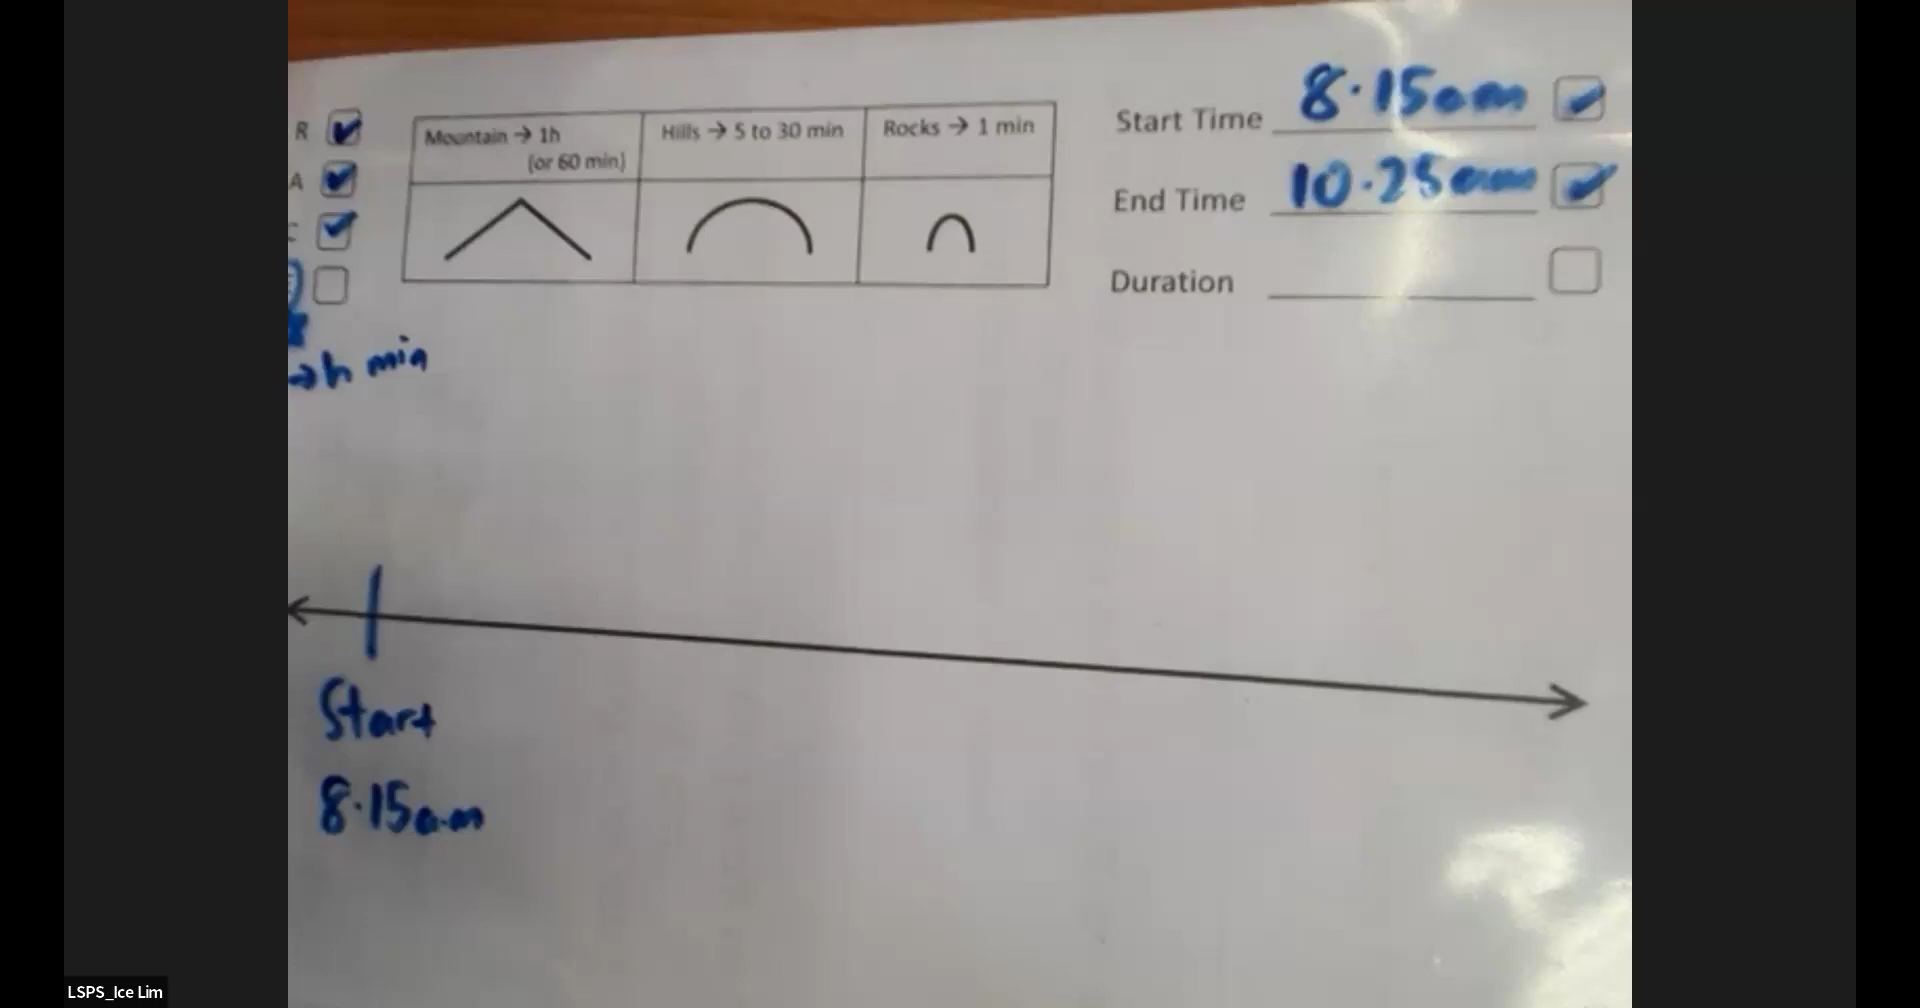 R
A
Mountain → 1h
(or 60 min)
Hills → 5 to 30 min
Rocks → 1 min
Start Time 8.15am
End Time 10.25am
Duration
→ h min
Start
8.15am
LSPS_Ice Lim